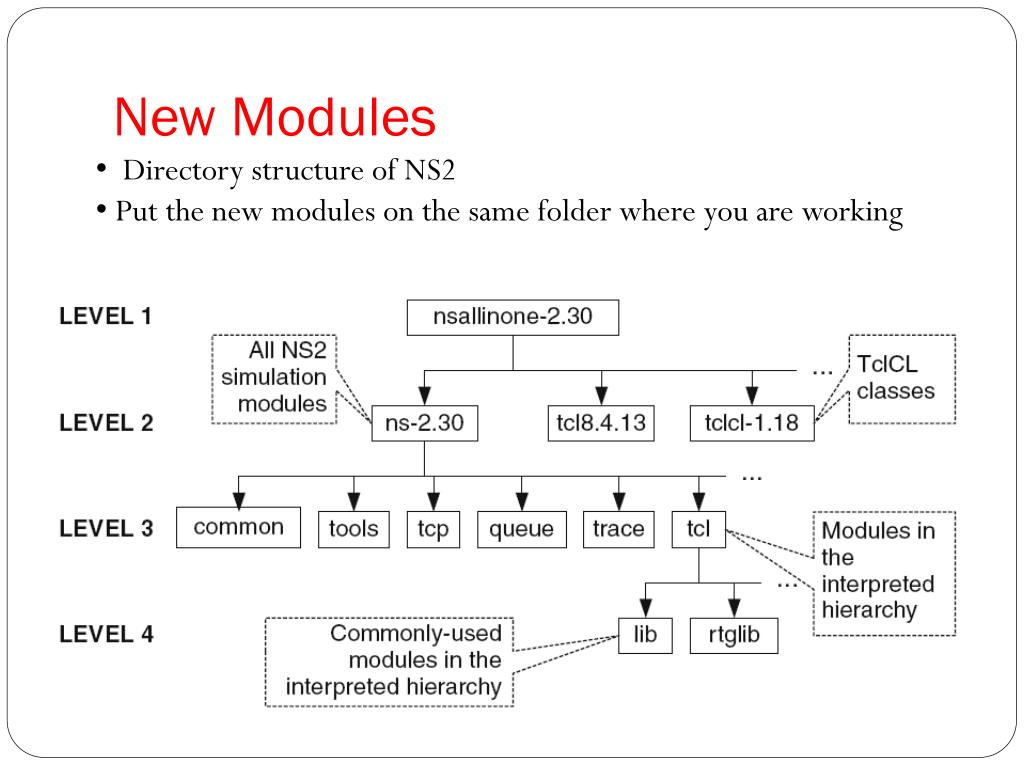 New Modules
• Directory structure of NS2
• Put the new modules on the same folder where you are working
LEVEL 1
nsallinone-2.30
All NS2
simulation
modules
...
TclCL
classes
LEVEL 2
ns-2.30
tcl8.4.13
tclcl-1.18
...
LEVEL 3
common
tools
tcp
queue
trace
tcl
Modules in
the
interpreted
hierarchy
...
LEVEL 4
Commonly-used
modules in the
interpreted hierarchy
lib
rtglib